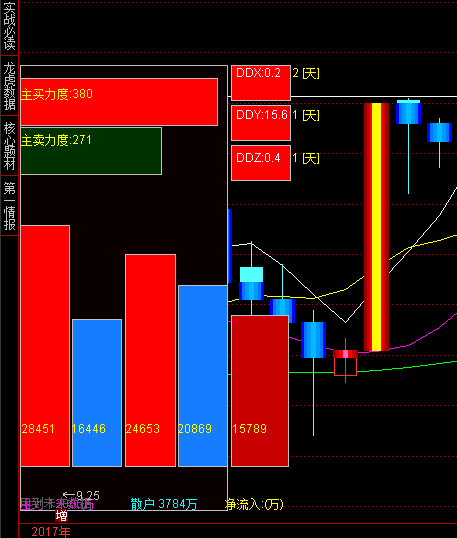 实战必读
龙虎数据
核心题材
第一情报
主买力度:380
主卖力度:271
DDX:0.2 2 [天]
DDY:15.6 1 [天]
DDZ:0.4 1 [天]
28451
16446
24653
20869
15789
←9.25
散户 3784万
净流入:(万)
增
2017年